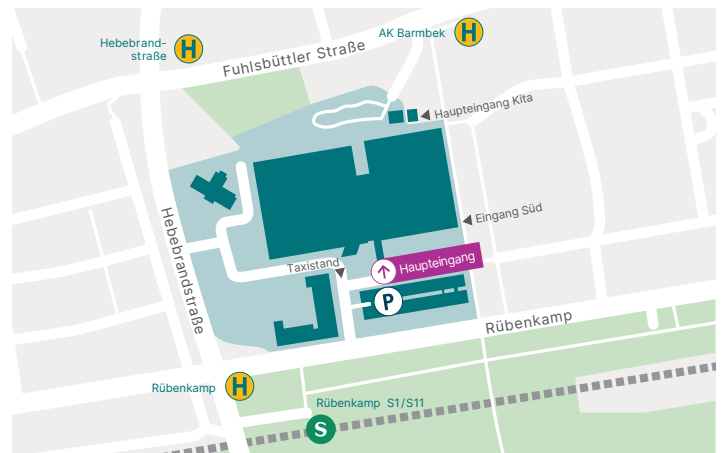 Hebebrand-
straße
H
Fuhlsbüttler Straße
AK Barmbek
H
Haupteingang Kita
Eingang Süd
Hebebrandstraße
Taxistand
Haupteingang
P
Rübenkamp
Rübenkamp
H
Rübenkamp S1/S11
S